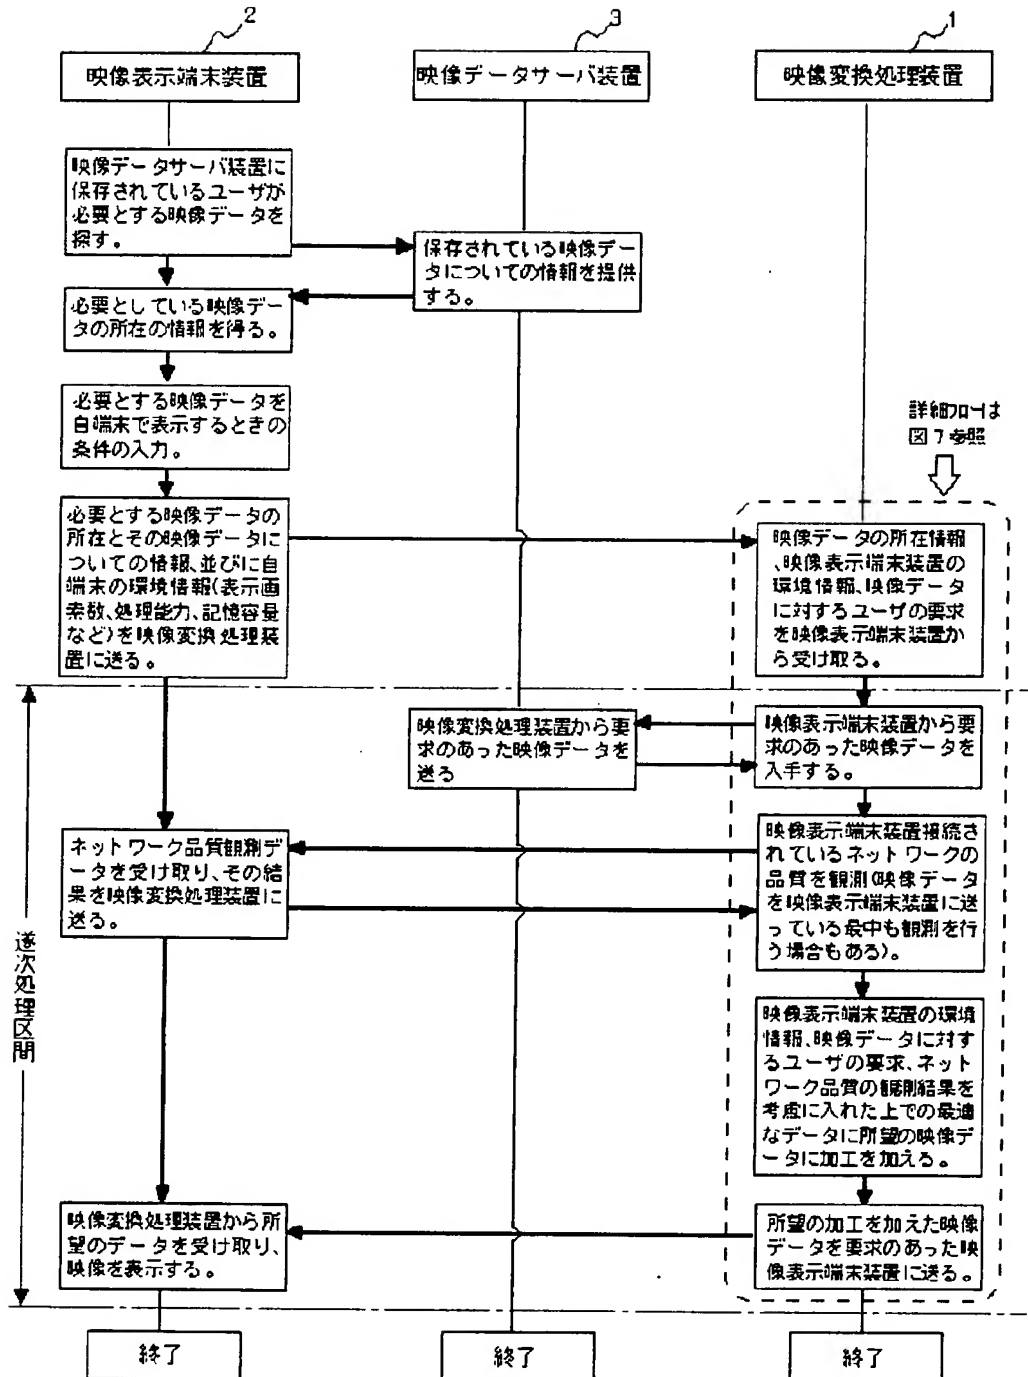 2
3
1
映像表示端末装置
映像データサーバ装置
映像変換処理装置
映像データサーバ装置に
保存されているユーザが
必要とする映像データを
探す。
保存されている映像デー
タについての情報を提供
する。
必要としている映像デー
タの所在の情報を得る。
必要とする映像データを
自端末で表示するときの
条件の入力。
詳細フローは
図7参照
必要とする映像データの
所在とその映像データに
ついての情報、並びに自
端末の環境情報(表示画
素数、処理能力、記憶容量
など)を映像変換処理装
置に送る。
映像データの所在情報
、映像表示端末装置の
環境情報、映像データ
に対するユーザの要求
を映像表示端末装置か
ら受け取る。
遂次処理区間
映像変換処理装置から要
求のあった映像データを
送る
映像表示端末装置から要
求のあった映像データを
入手する。
ネットワーク品質観測デ
ータを受け取り、その結
果を映像変換処理装置に
送る。
映像表示端末装置接続さ
れているネットワークの
品質を観測(映像データ
を映像表示端末装置に送
っている最中も観測を行
う場合もある)。
映像表示端末装置の環境
情報、映像データに対す
るユーザの要求、ネット
ワーク品質の観測結果を
考慮に入れた上での最適
なデータに所望の映像デ
ータに加工を加える。
映像変換処理装置から所
望のデータを受け取り、
映像を表示する。
所望の加工を加えた映像
データを要求のあった映
像表示端末装置に送る。
終了
終了
終了